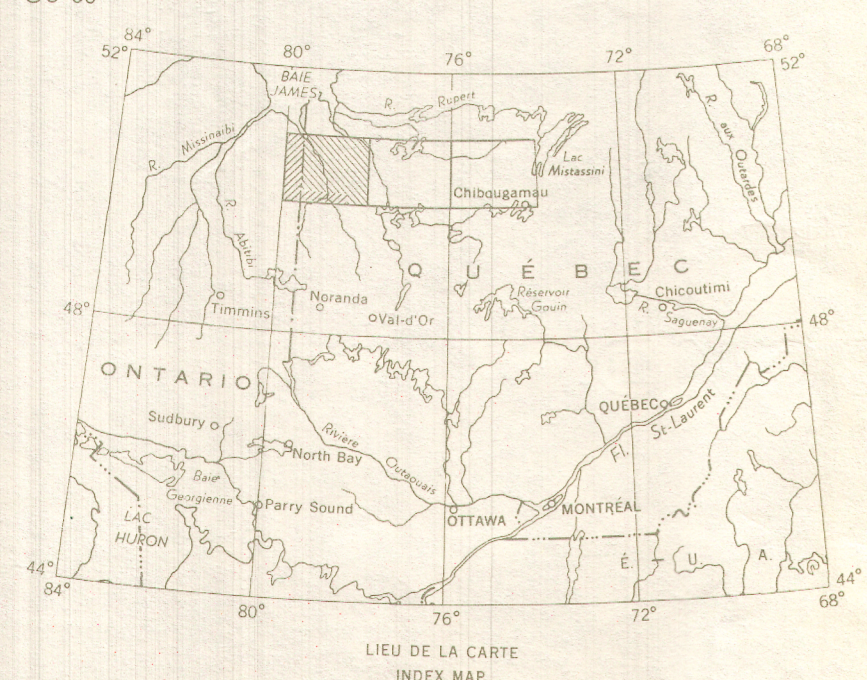 84°
80°
76°
72°
68°
52°
52°
BAIE
JAMES
R. Rupert
R. aux Outardes
R. Missinaibi
Lac
Mistassini
Chibougamau
R. Abitibi
QUÉBEC
Timmins
Noranda
Val-d'Or
Réservoir
Gouin
Chicoutimi
R. Saguenay
48°
48°
ONTARIO
QUÉBEC
Sudbury
Fl. St-Laurent
Rivière Outaouais
North Bay
Baie
Georgienne
Parry Sound
OTTAWA
MONTRÉAL
LAC
HURON
É. - U. A.
44°
44°
84°
80°
76°
72°
68°
LIEU DE LA CARTE
INDEX MAP